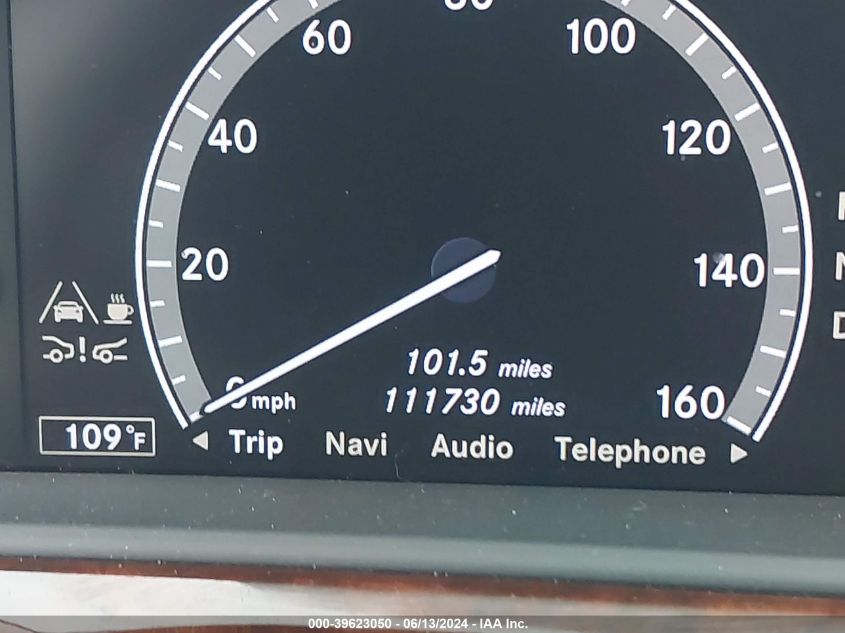 80
60
100
40
120
20
140
0 mph
160
101.5 miles
111730 miles
109°F
Trip Navi Audio Telephone
000-39623050 - 06/13/2024 - IAA Inc.